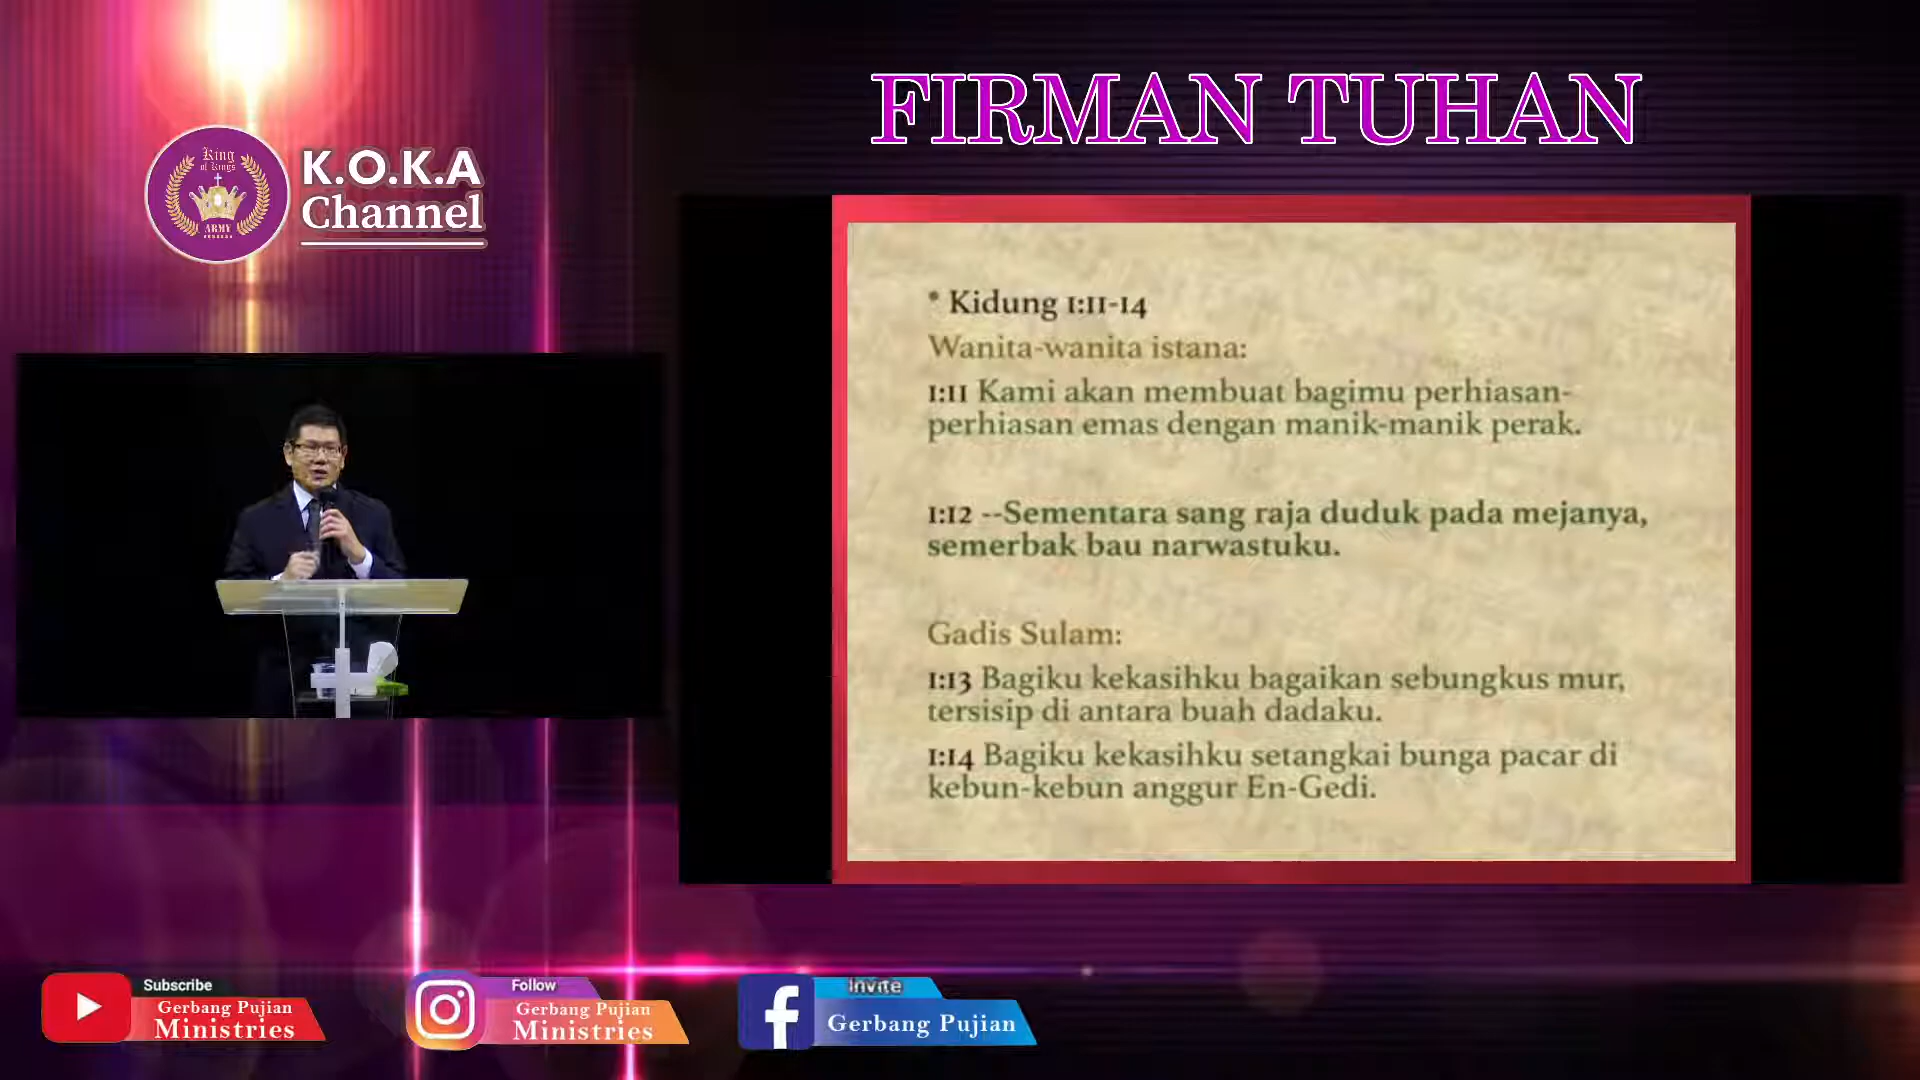 FIRMAN TUHAN
King
of Kings
ARMY
K.O.K.A
Channel
* Kidung 1:11-14
Wanita-wanita istana:
1:11 Kami akan membuat bagimu perhiasan-
perhiasan emas dengan manik-manik perak.
1:12 --Sementara sang raja duduk pada mejanya,
semerbak bau narwastuku.
Gadis Sulam:
1:13 Bagiku kekasihku bagaikan sebungkus mur,
tersisip di antara buah dadaku.
1:14 Bagiku kekasihku setangkai bunga pacar di
kebun-kebun anggur En-Gedi.
Subscribe
Gerbang Pujian
Ministries
Follow
Gerbang Pujian
Ministries
Invite
Gerbang Pujian